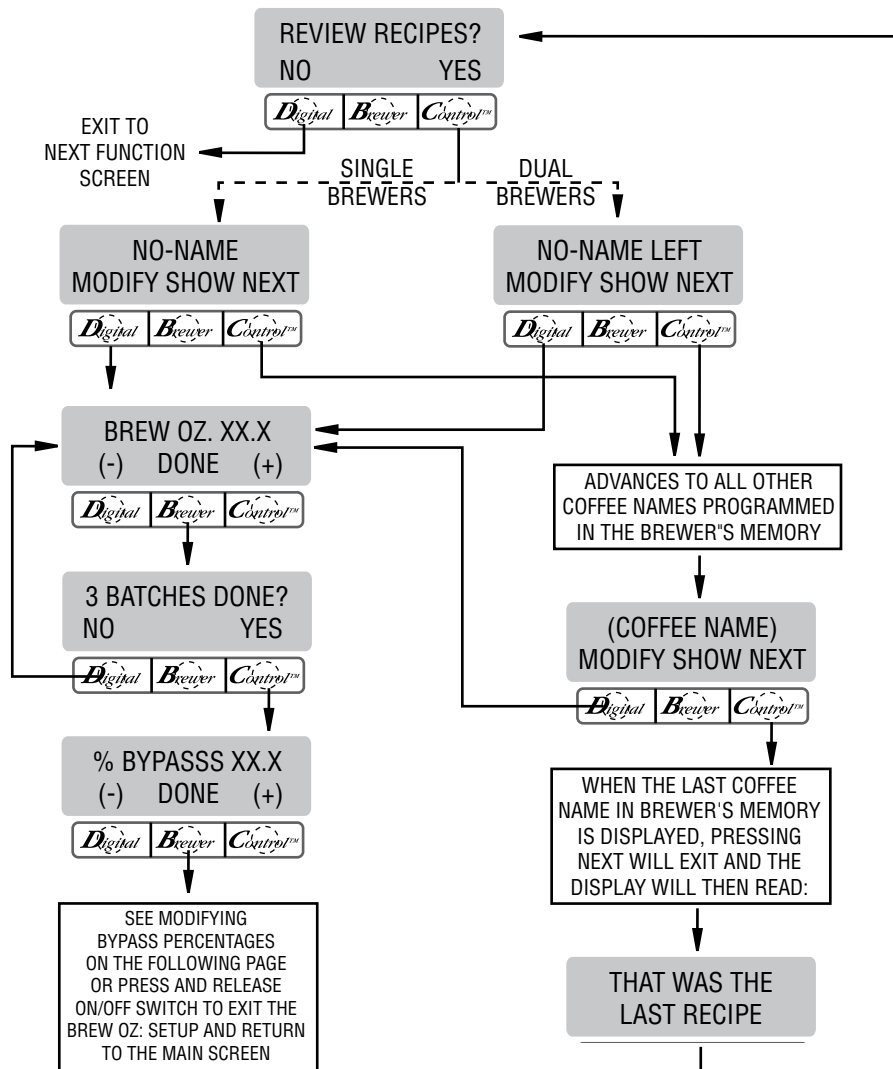 REVIEW RECIPES?
NO YES
Digital Brewer Control™
EXIT TO
NEXT FUNCTION
SCREEN
SINGLE
BREWERS
DUAL
BREWERS
NO-NAME
MODIFY SHOW NEXT
Digital Brewer Control™
NO-NAME LEFT
MODIFY SHOW NEXT
Digital Brewer Control™
BREW OZ. XX.X
(-) DONE (+)
Digital Brewer Control™
ADVANCES TO ALL OTHER
COFFEE NAMES PROGRAMMED
IN THE BREWER"S MEMORY
3 BATCHES DONE?
NO YES
Digital Brewer Control™
(COFFEE NAME)
MODIFY SHOW NEXT
Digital Brewer Control™
% BYPASSS XX.X
(-) DONE (+)
Digital Brewer Control™
WHEN THE LAST COFFEE
NAME IN BREWER'S MEMORY
IS DISPLAYED, PRESSING
NEXT WILL EXIT AND THE
DISPLAY WILL THEN READ:
SEE MODIFYING
BYPASS PERCENTAGES
ON THE FOLLOWING PAGE
OR PRESS AND RELEASE
ON/OFF SWITCH TO EXIT THE
BREW OZ: SETUP AND RETURN
TO THE MAIN SCREEN
THAT WAS THE
LAST RECIPE